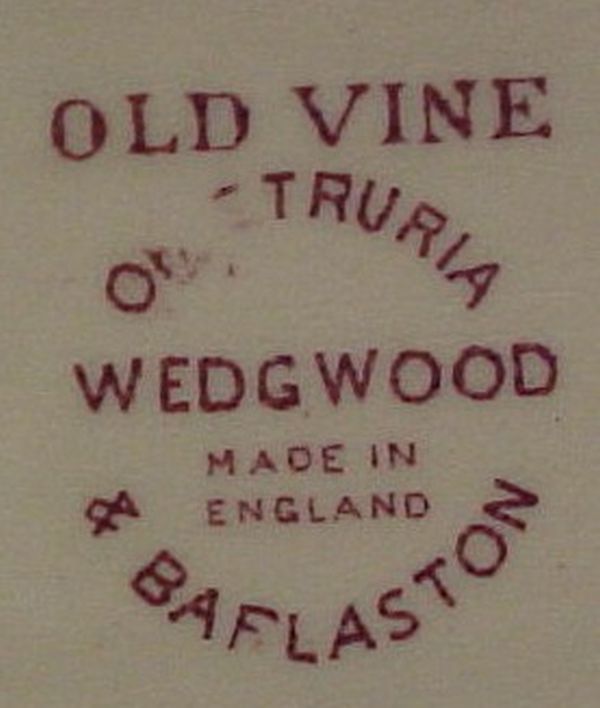 OLD VINE
TRURIA
WEDGWOOD
MADE IN
ENGLAND
& BAFLASTON